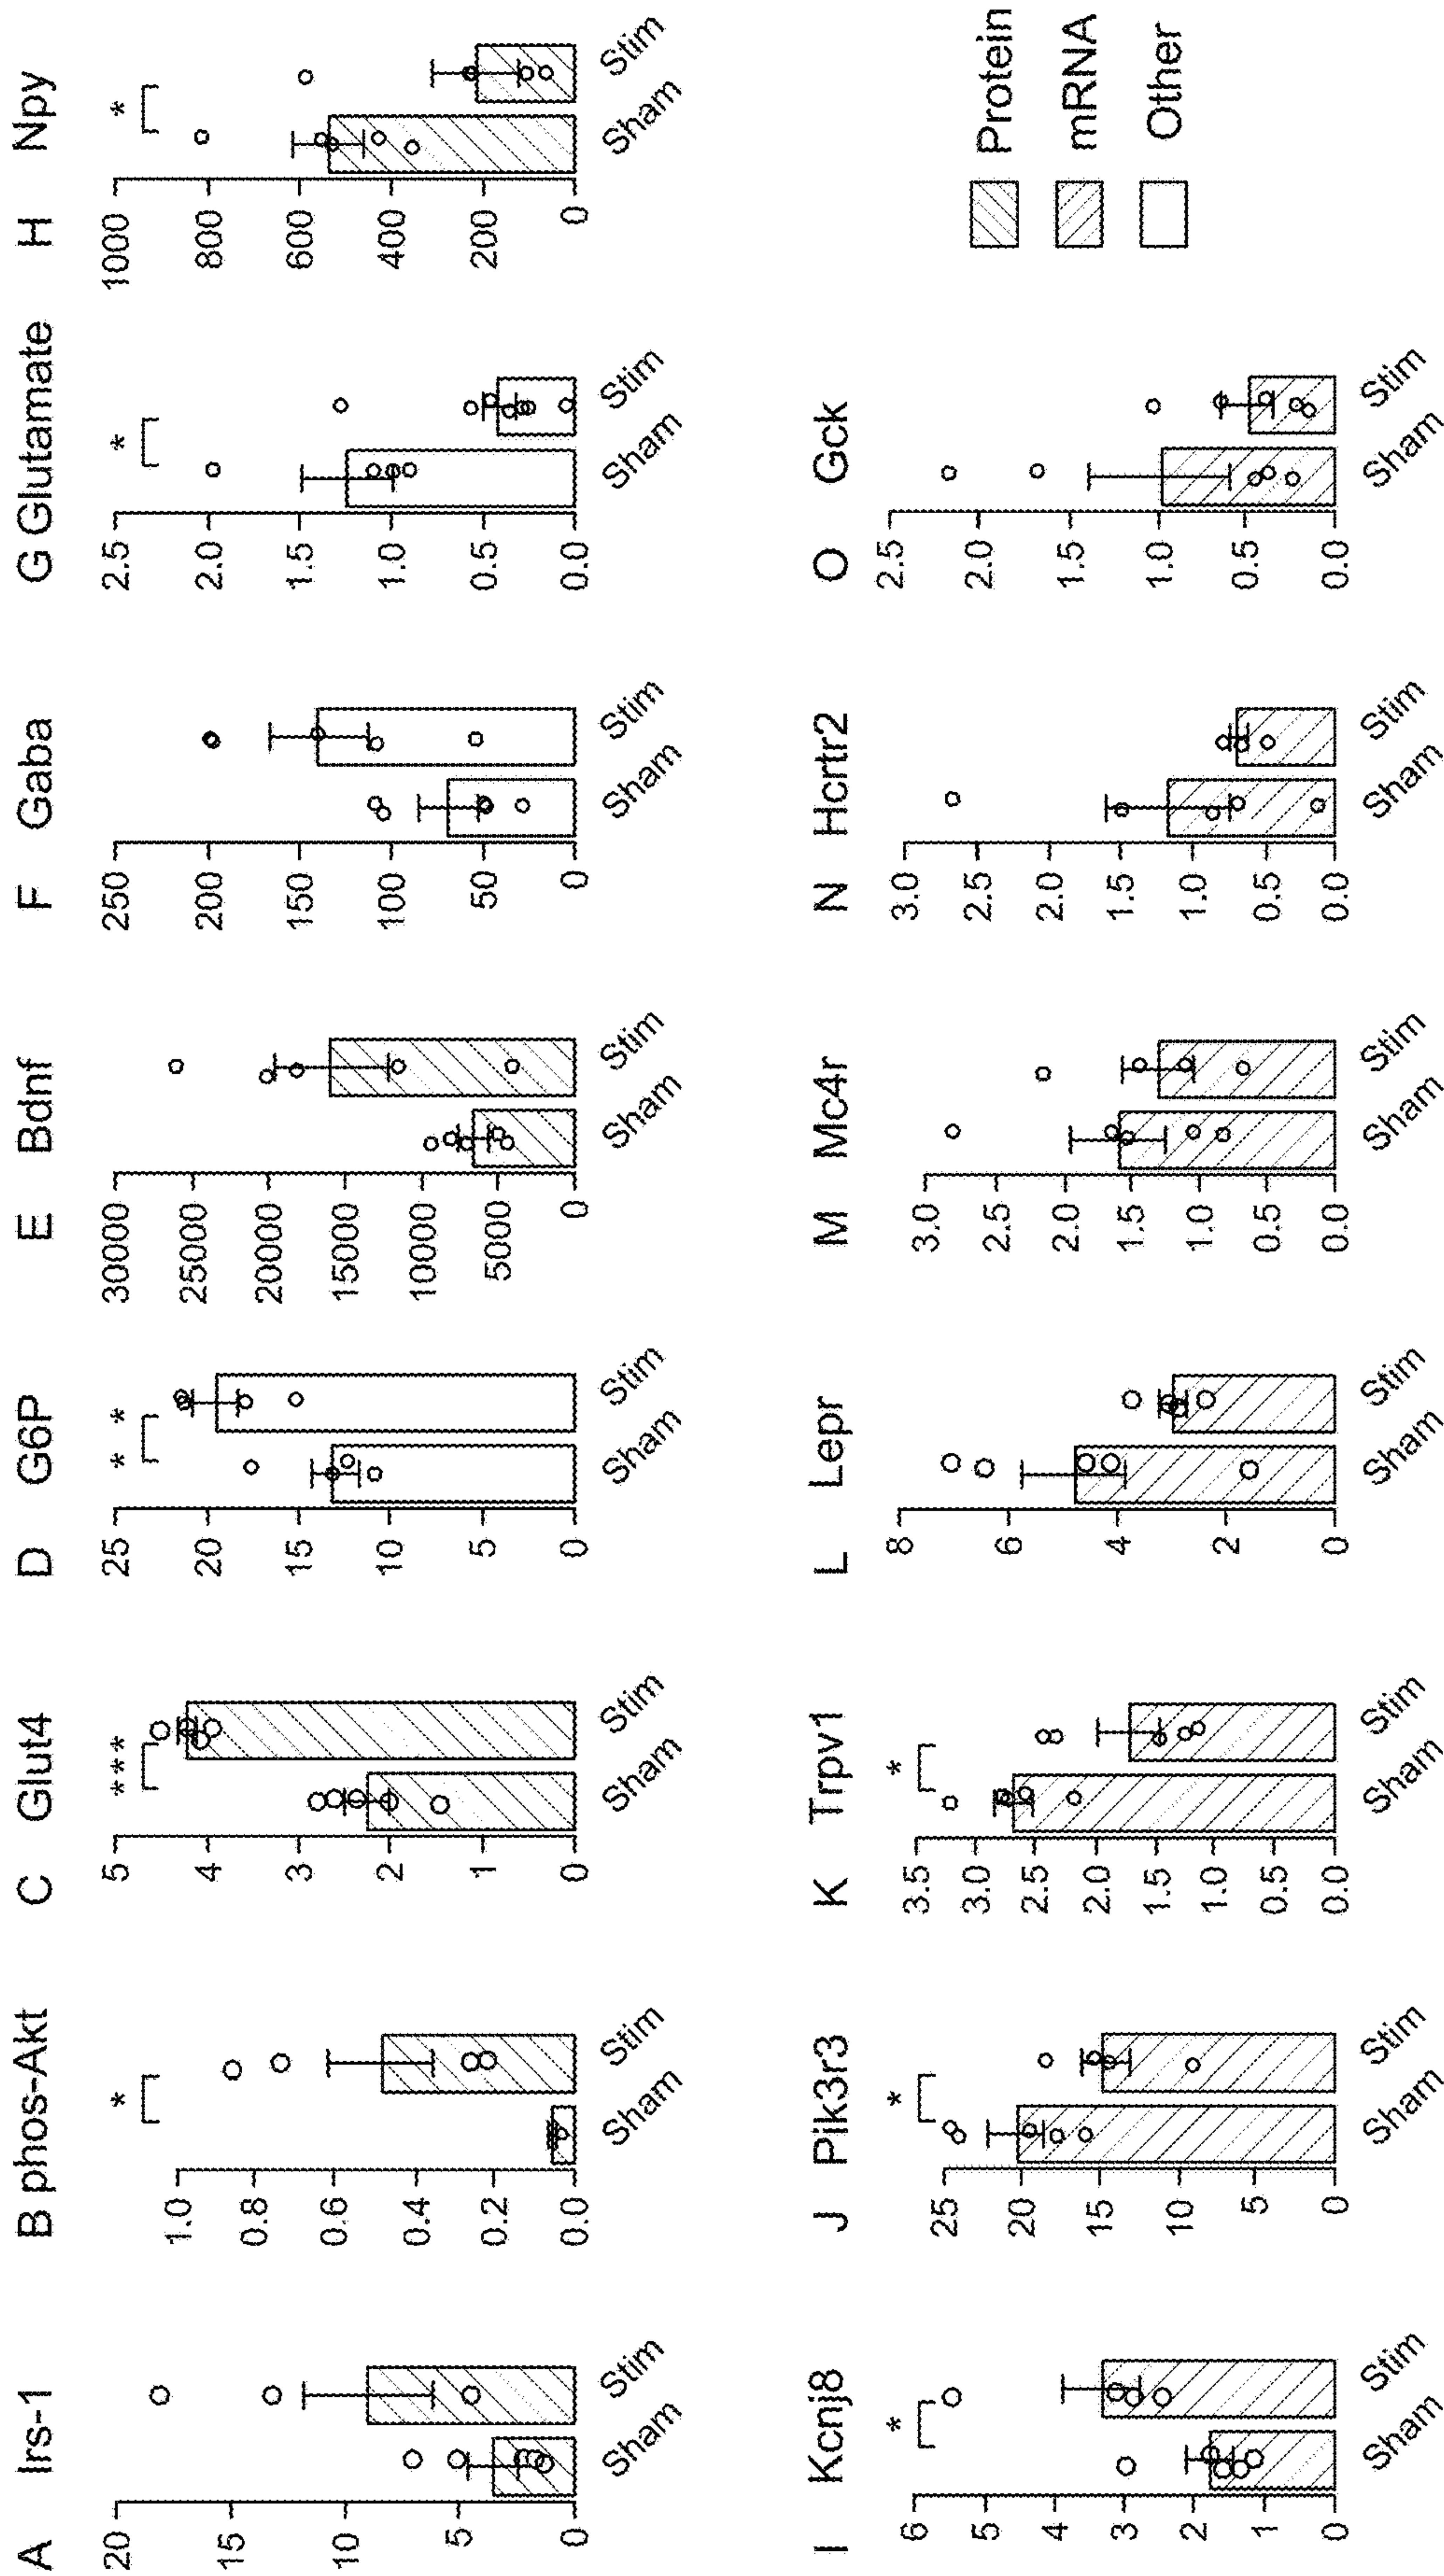 A Irs-1
20
15
10
5
0
Sham
Stim
B phos-Akt
*
1.0
0.8
0.6
0.4
0.2
0.0
Sham
Stim
C Glut4
****
5
4
3
2
1
0
Sham
Stim
D G6P
* *
25
20
15
10
5
0
Sham
Stim
E Bdnf
30000
25000
20000
15000
10000
5000
0
Sham
Stim
F Gaba
250
200
150
100
50
0
Sham
Stim
G Glutamate
*
2.5
2.0
1.5
1.0
0.5
0.0
Sham
Stim
H Npy
*
1000
800
600
400
200
0
Sham
Stim
I Kcnj8
*
6
5
4
3
2
1
0
Sham
Stim
J Pik3r3
*
25
20
15
10
5
0
Sham
Stim
K Trpv1
*
3.5
3.0
2.5
2.0
1.5
1.0
0.5
0.0
Sham
Stim
L Lepr
8
6
4
2
0
Sham
Stim
M Mc4r
3.0
2.5
2.0
1.5
1.0
0.5
0.0
Sham
Stim
N Hcrtr2
3.0
2.5
2.0
1.5
1.0
0.5
0.0
Sham
Stim
O Gck
2.5
2.0
1.5
1.0
0.5
0.0
Sham
Stim
Protein
mRNA
Other